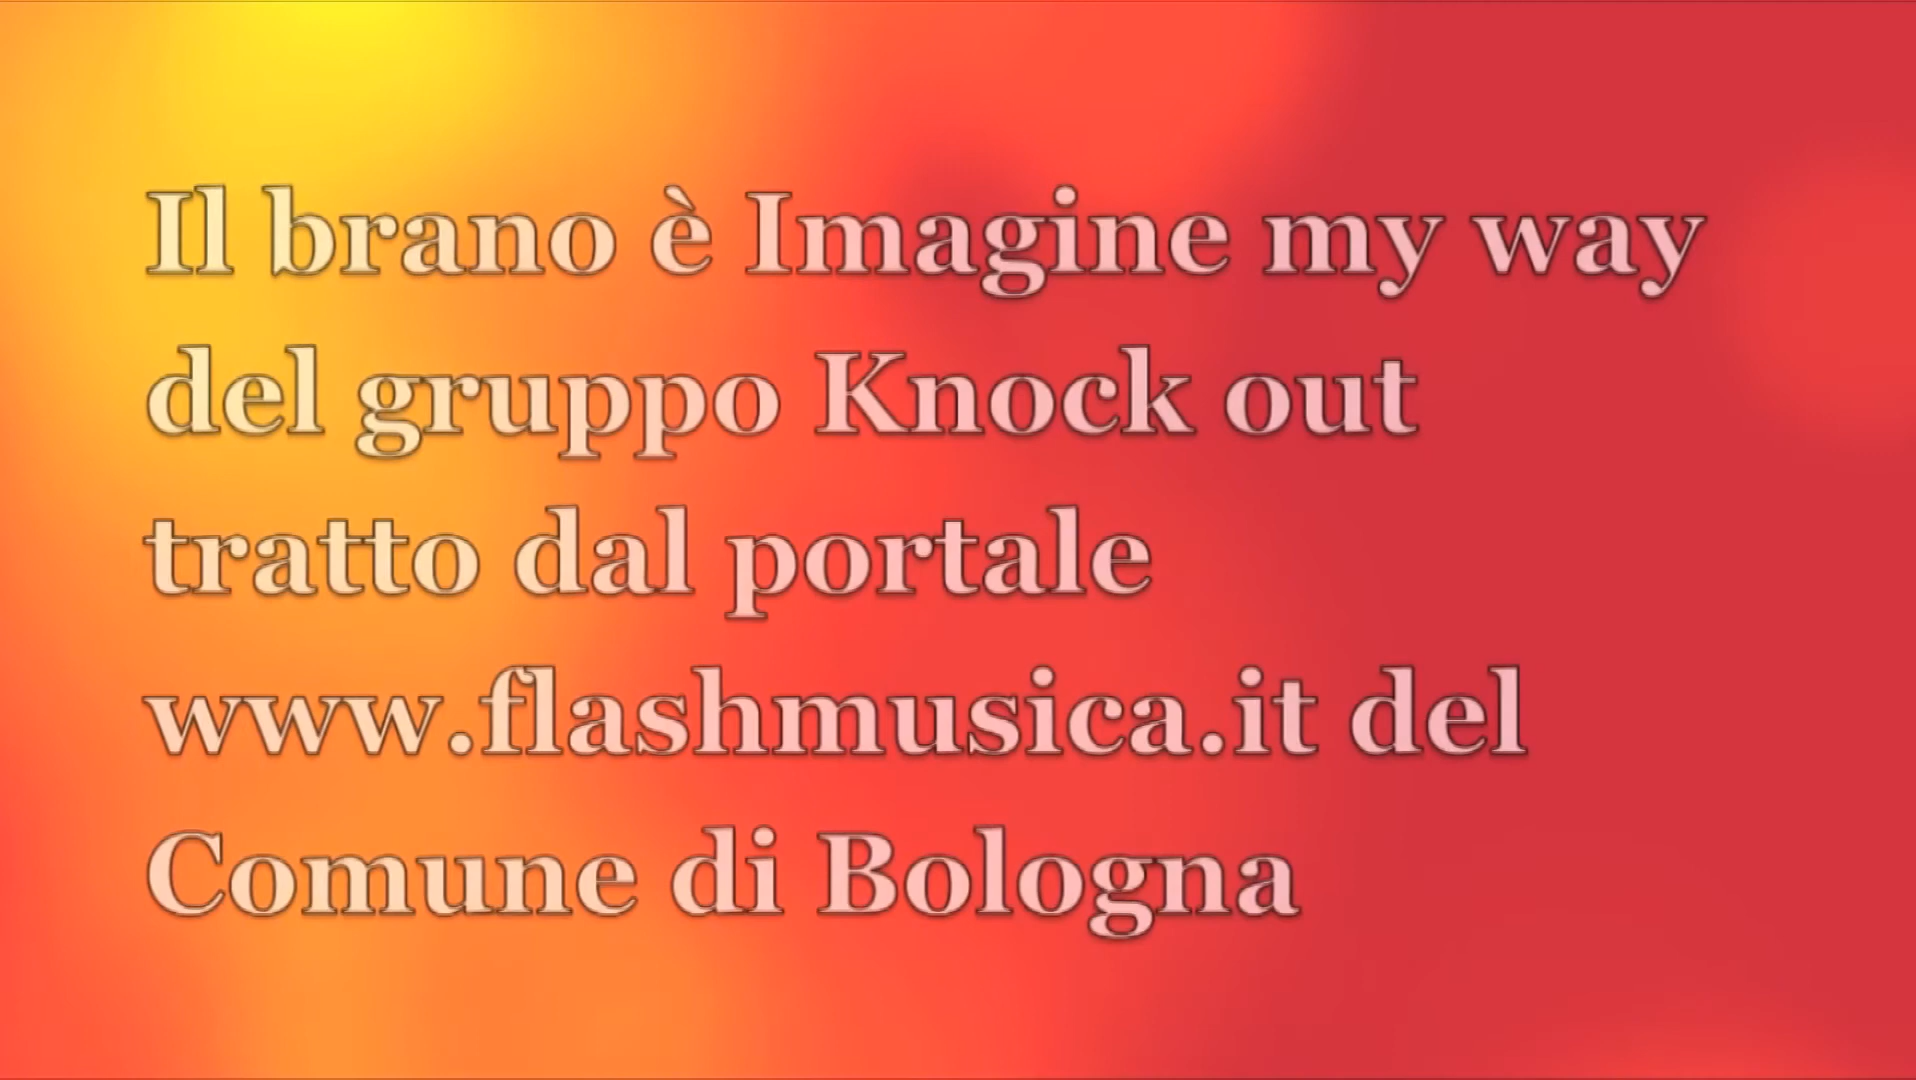 Il brano è Imagine my way
del gruppo Knock out
tratto dal portale
www.flashmusica.it del
Comune di Bologna